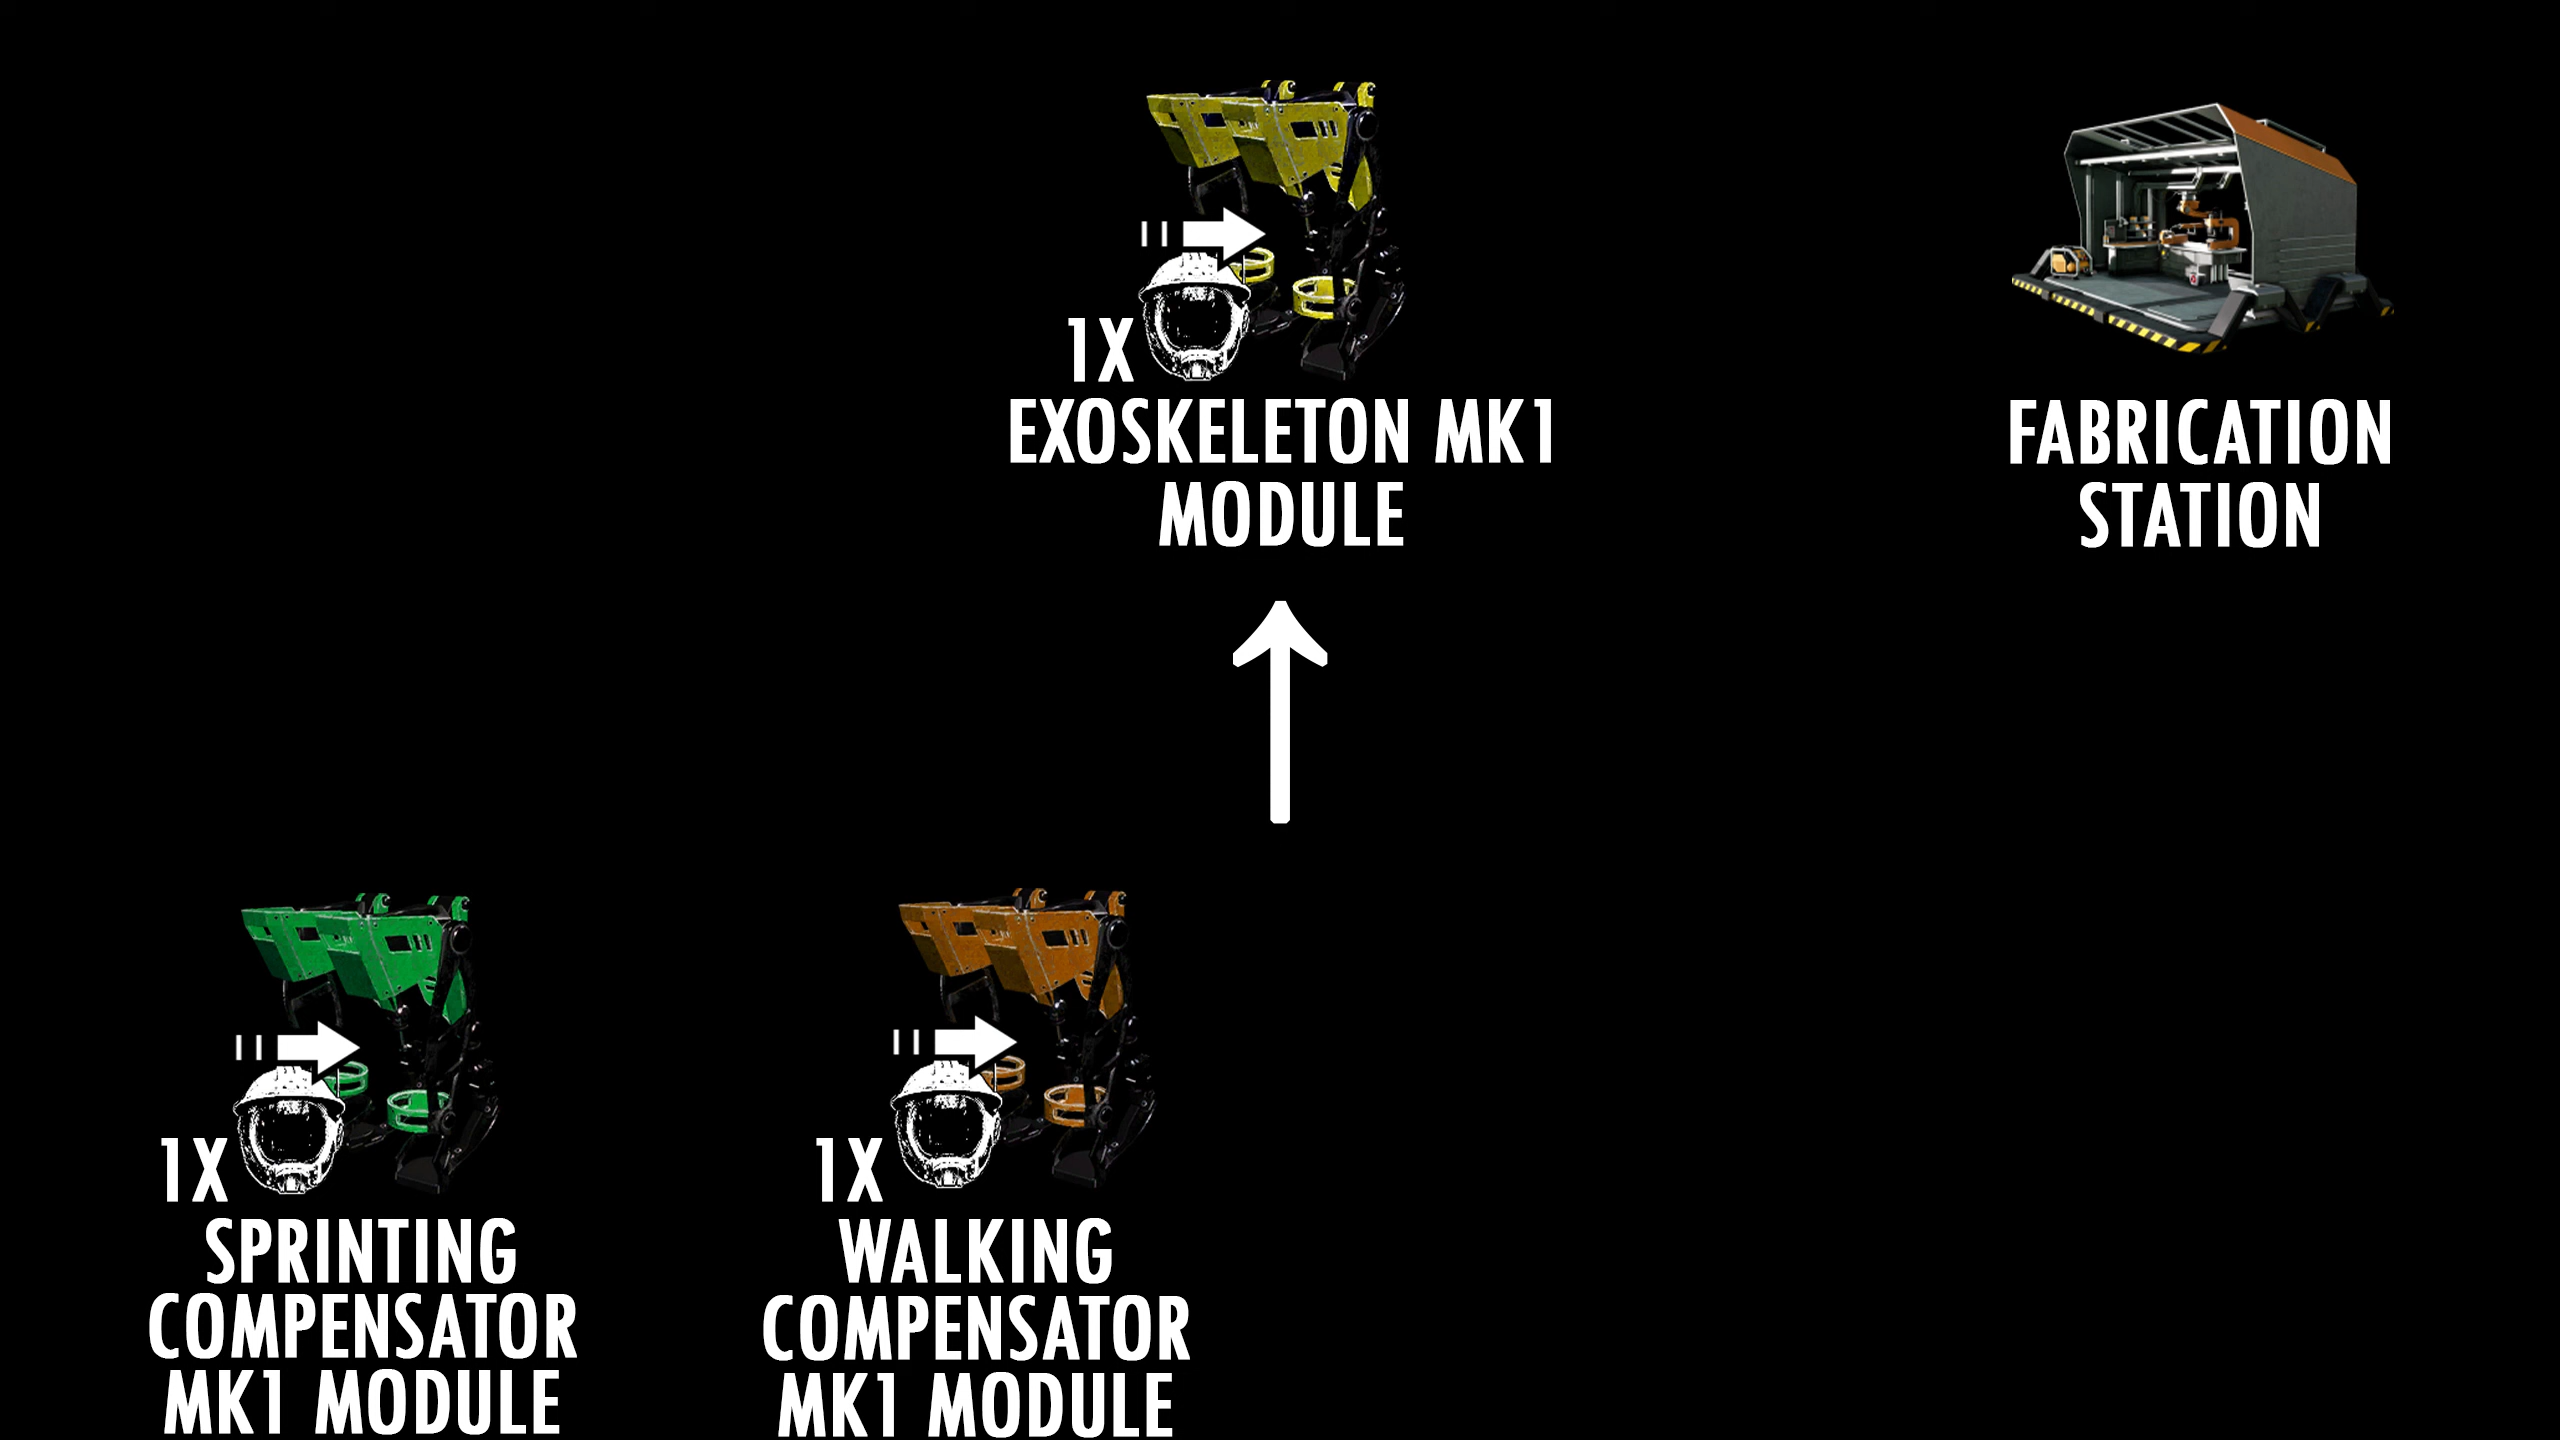 1X
EXOSKELETON MK1
MODULE
FABRICATION
STATION
1X
SPRINTING
COMPENSATOR
MK1 MODULE
1X
WALKING
COMPENSATOR
MK1 MODULE